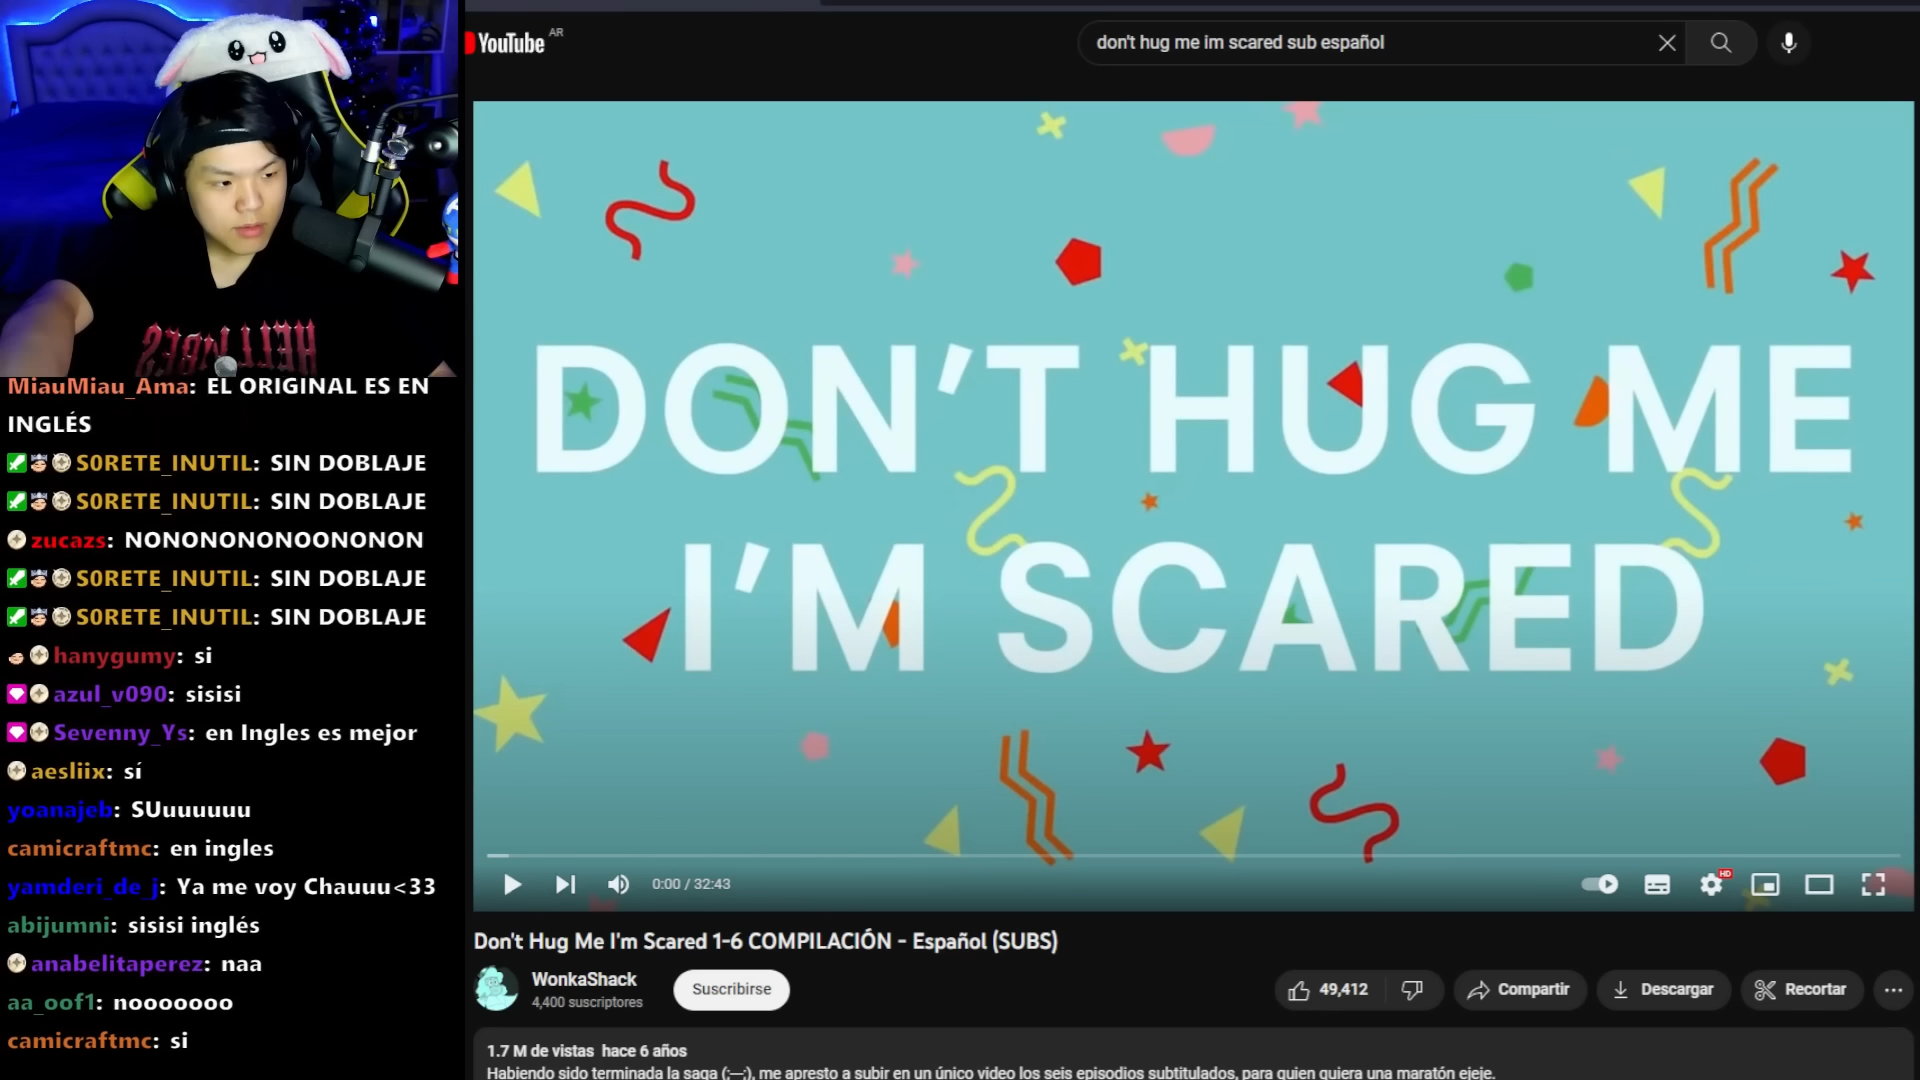 YouTube AR
don't hug me im scared sub español
DON'T HUG ME
I'M SCARED
0:00 / 32:43
HD
Don't Hug Me I'm Scared 1-6 COMPILACIÓN - Español (SUBS)
WonkaShack
4,400 suscriptores
Suscribirse
49,412
Compartir
Descargar
Recortar
1.7 M de vistas hace 6 años
Habiendo sido terminada la saga (;—;), me apresto a subir en un único video los seis episodios subtitulados, para quien quiera una maratón ejeje.
MiauMiau_Ama: EL ORIGINAL ES EN
INGLÉS
S0RETE_INUTIL: SIN DOBLAJE
S0RETE_INUTIL: SIN DOBLAJE
zucazs: NONONONONOONONON
S0RETE_INUTIL: SIN DOBLAJE
S0RETE_INUTIL: SIN DOBLAJE
hanygumy: si
azul_v090: sisisi
Sevenny_Ys: en Ingles es mejor
aesliix: sí
yoanajeb: SUuuuuuu
camicraftmc: en ingles
yamderi_de_j: Ya me voy Chauuu<33
abijumni: sisisi inglés
anabelitaperez: naa
aa_oof1: nooooooo
camicraftmc: si